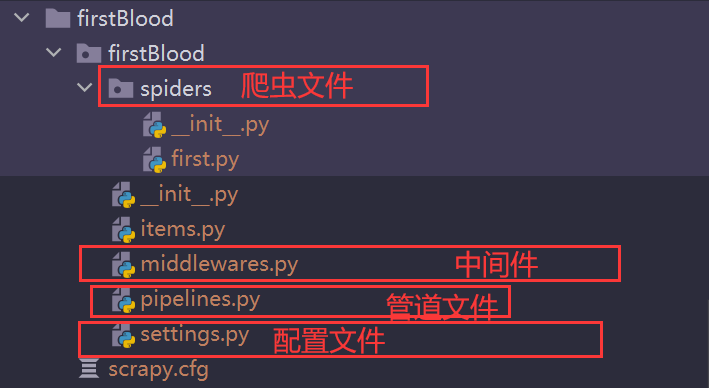 firstBlood
firstBlood
spiders 爬虫文件
__init__.py
first.py
__init__.py
items.py
middlewares.py 中间件
pipelines.py 管道文件
settings.py 配置文件
scrapy.cfg